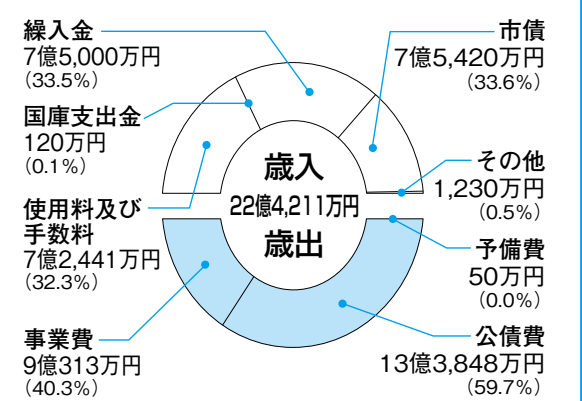 繰入金
7億5,000万円
（33.5%）
国庫支出金
120万円
（0.1%）
使用料及び
手数料
7億2,441万円
（32.3%）
事業費
9億313万円
（40.3%）
歳入
22億4,211万円
歳出
市債
7億5,420万円
（33.6%）
その他
1,230万円
（0.5%）
予備費
50万円
（0.0%）
公債費
13億3,848万円
（59.7%）